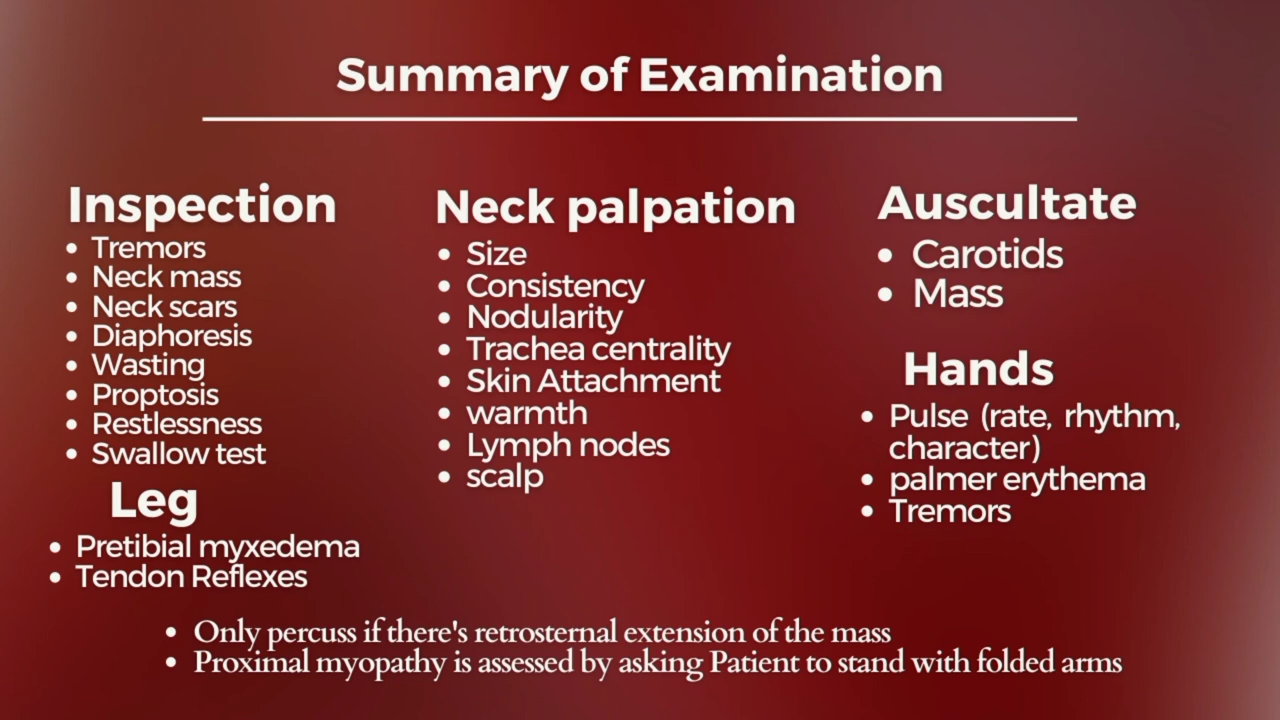 Summary of Examination
Inspection
Tremors
Neck mass
Neck scars
Diaphoresis
Wasting
Proptosis
Restlessness
Swallow test
Leg
Pretibial myxedema
Tendon Reflexes
Neck palpation
Size
Consistency
Nodularity
Trachea centrality
Skin Attachment
warmth
Lymph nodes
scalp
Auscultate
Carotids
Mass
Hands
Pulse (rate, rhythm,
character)
palmer erythema
Tremors
Only percuss if there's retrosternal extension of the mass
Proximal myopathy is assessed by asking Patient to stand with folded arms